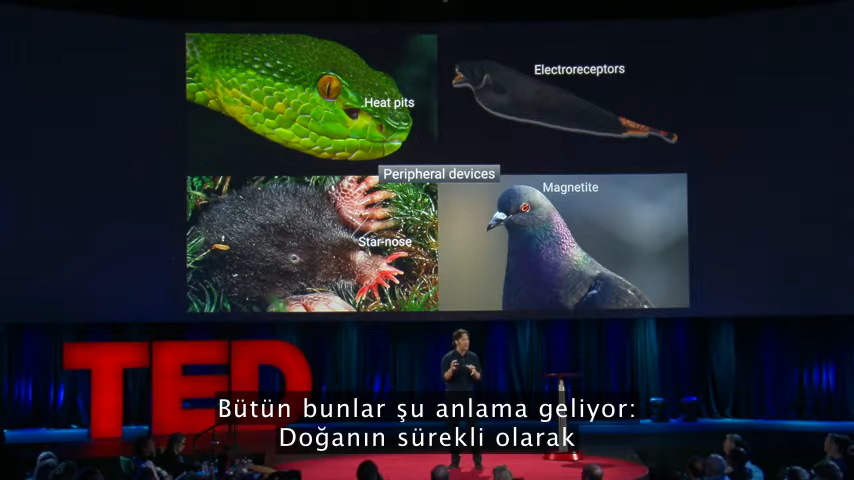 Heat pits
Electroreceptors
Peripheral devices
Magnetite
Star-nose
TED
Bütün bunlar şu anlama geliyor:
Doğanın sürekli olarak